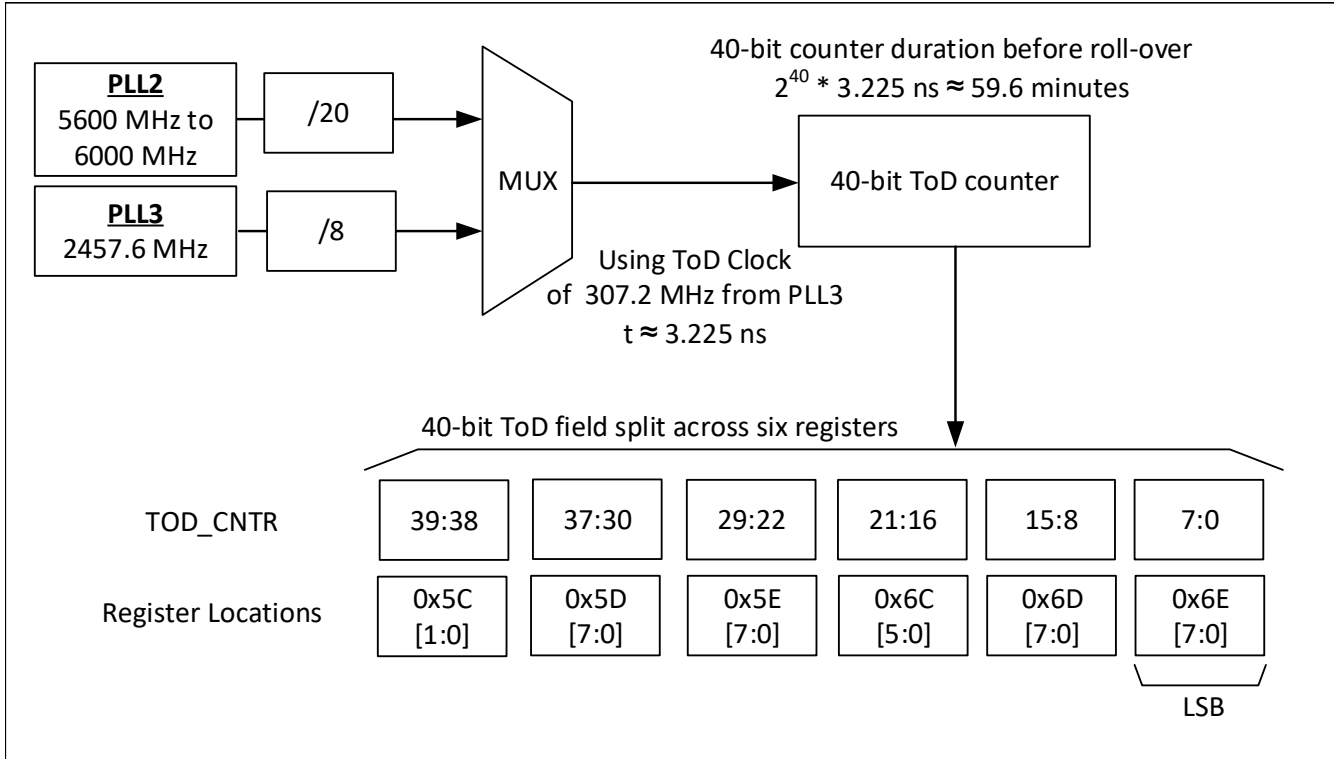 40-bit counter duration before roll-over
2^40 * 3.225 ns ≈ 59.6 minutes
PLL2
5600 MHz to
6000 MHz
/20
PLL3
2457.6 MHz
/8
MUX
40-bit ToD counter
Using ToD Clock
of 307.2 MHz from PLL3
t ≈ 3.225 ns
40-bit ToD field split across six registers
TOD_CNTR 39:38 37:30 29:22 21:16 15:8 7:0
Register Locations
0x5C 0x5D 0x5E 0x6C 0x6D 0x6E
[1:0] [7:0] [7:0] [5:0] [7:0] [7:0]
LSB